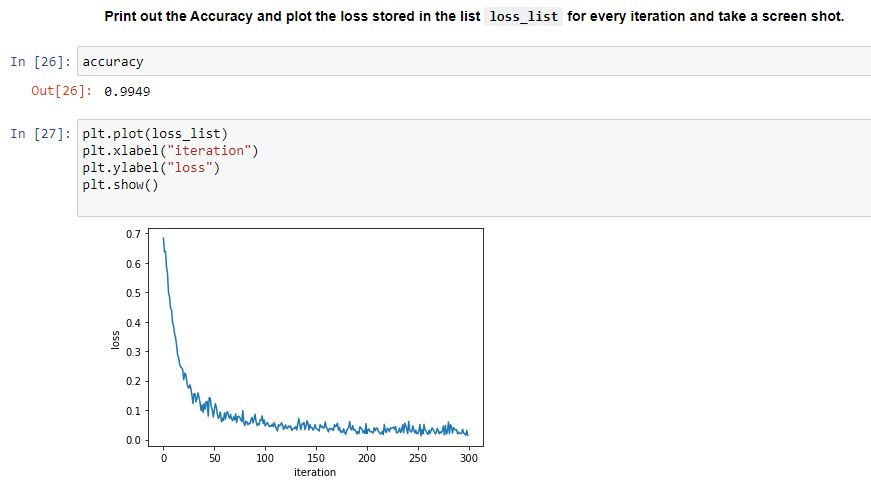 Print out the Accuracy and plot the loss stored in the list loss_list for every iteration and take a screen shot.
In [26]: accuracy
Out[26]: 0.9949
In [27]: plt.plot(loss_list)
plt.xlabel("iteration")
plt.ylabel("loss")
plt.show()
0.7
0.6
0.5
0.4
0.3
0.2
0.1
0.0
loss
0 50 100 150 200 250 300
iteration